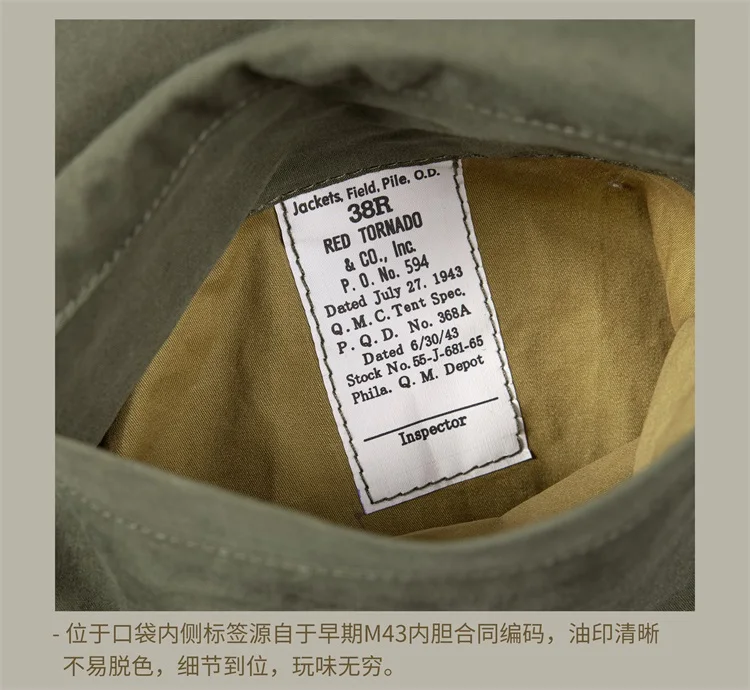 Jackets, Field, Pile, O.D.
38R
RED TORNADO
& CO., Inc.
P. O. No. 594
Dated July 27. 1943
Q. M. C. Tent Spec.
P. Q. D. No. 368A
Dated 6/30/43
Stock No. 55-J-681-65
Phila. Q. M. Depot
Inspector
- 位于口袋内侧标签源自于早期M43内胆合同编码，油印清晰
不易脱色，细节到位，玩味无穷。